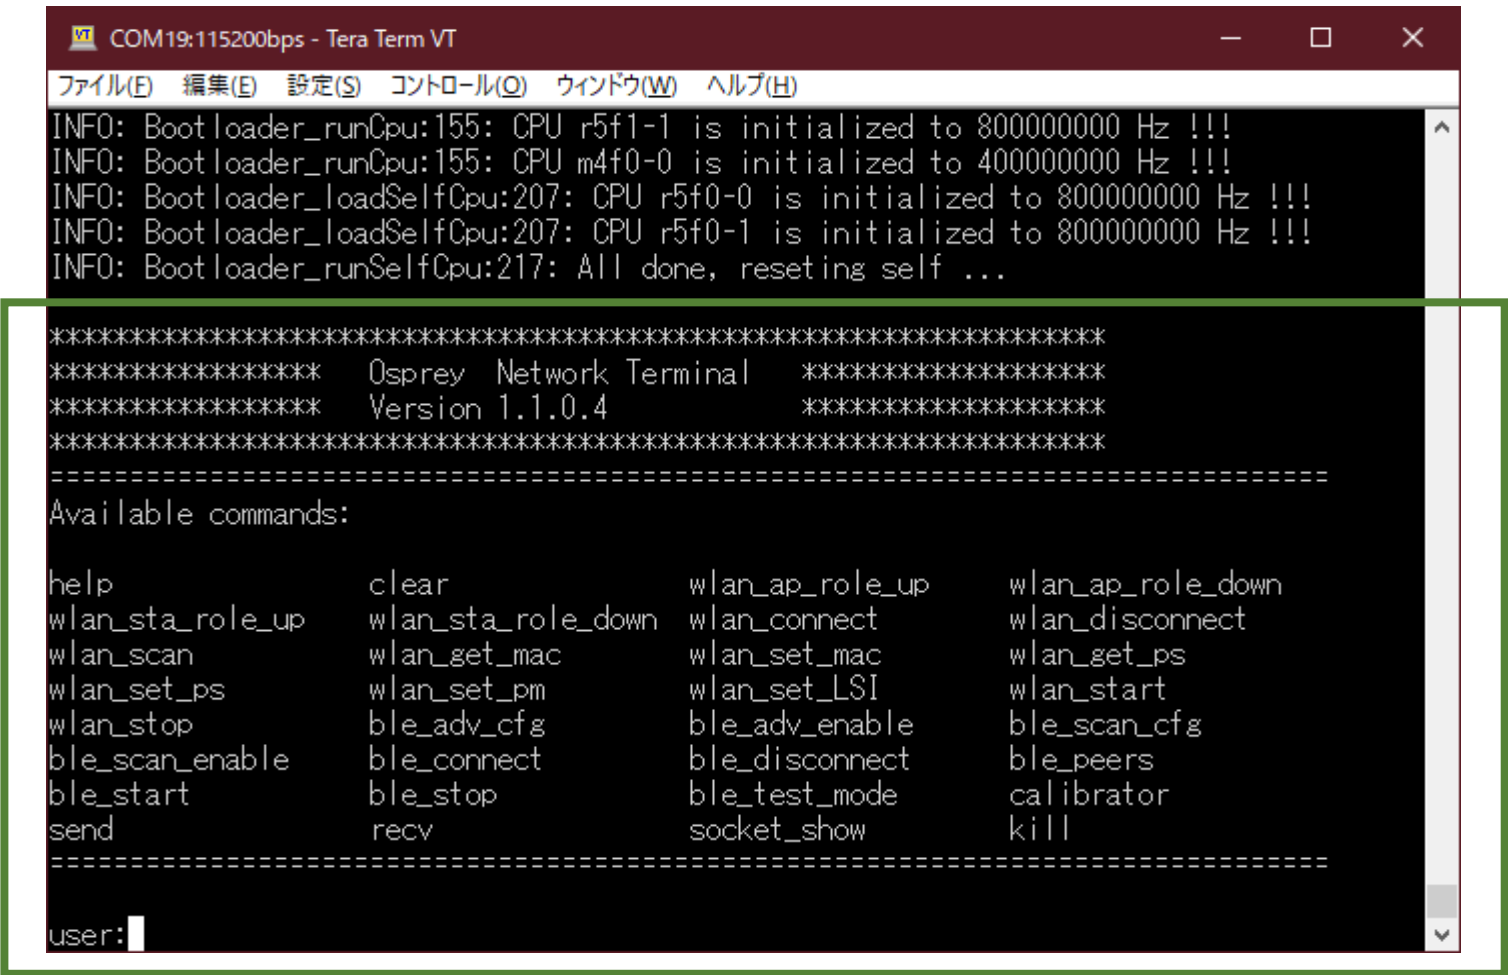 COM19:115200bps - Tera Term VT
ファイル(F) 編集(E) 設定(S) コントロール(O) ウィンドウ(W) ヘルプ(H)
INFO: Bootloader_runCpu:155: CPU r5f1-1 is initialized to 800000000 Hz !!!
INFO: Bootloader_runCpu:155: CPU m4f0-0 is initialized to 400000000 Hz !!!
INFO: Bootloader_loadSelfCpu:207: CPU r5f0-0 is initialized to 800000000 Hz !!!
INFO: Bootloader_loadSelfCpu:207: CPU r5f0-1 is initialized to 800000000 Hz !!!
INFO: Bootloader_runSelfCpu:217: All done, reseting self ...
******************************************************************
***************** Osprey Network Terminal *******************
***************** Version 1.1.0.4 *******************
******************************************************************
================================================================================
Available commands:
help clear wlan_ap_role_up wlan_ap_role_down
wlan_sta_role_up wlan_sta_role_down wlan_connect wlan_disconnect
wlan_scan wlan_get_mac wlan_set_mac wlan_get_ps
wlan_set_ps wlan_set_pm wlan_set_LSI wlan_start
wlan_stop ble_adv_cfg ble_adv_enable ble_scan_cfg
ble_scan_enable ble_connect ble_disconnect ble_peers
ble_start ble_stop ble_test_mode calibrator
send recv socket_show kill
================================================================================
user: